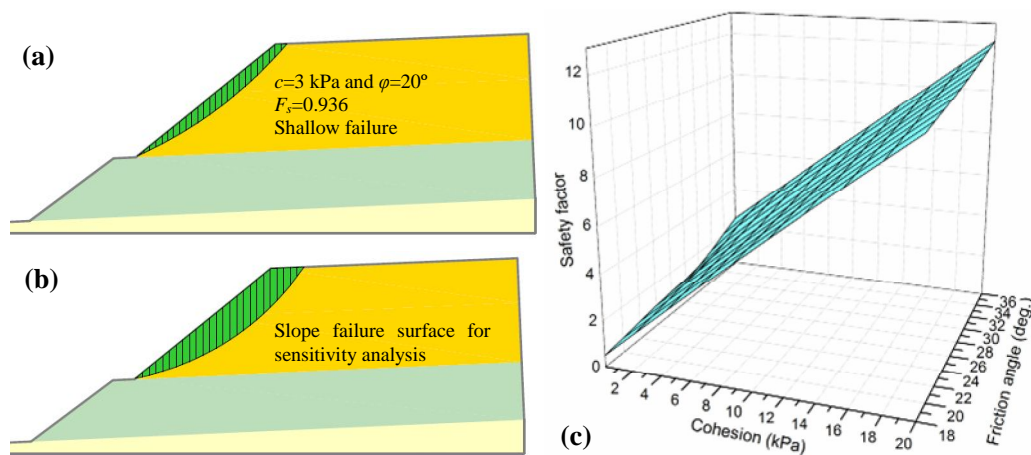 (a)
c=3 kPa and φ=20º
Fs=0.936
Shallow failure
(b)
Slope failure surface for
sensitivity analysis
(c)
Safety factor
12
10
8
6
4
2
0
2 4 6 8 10 12 14 16 18 20
Cohesion (kPa)
18 20 22 24 26 28 30 32 34 36
Friction angle (deg.)